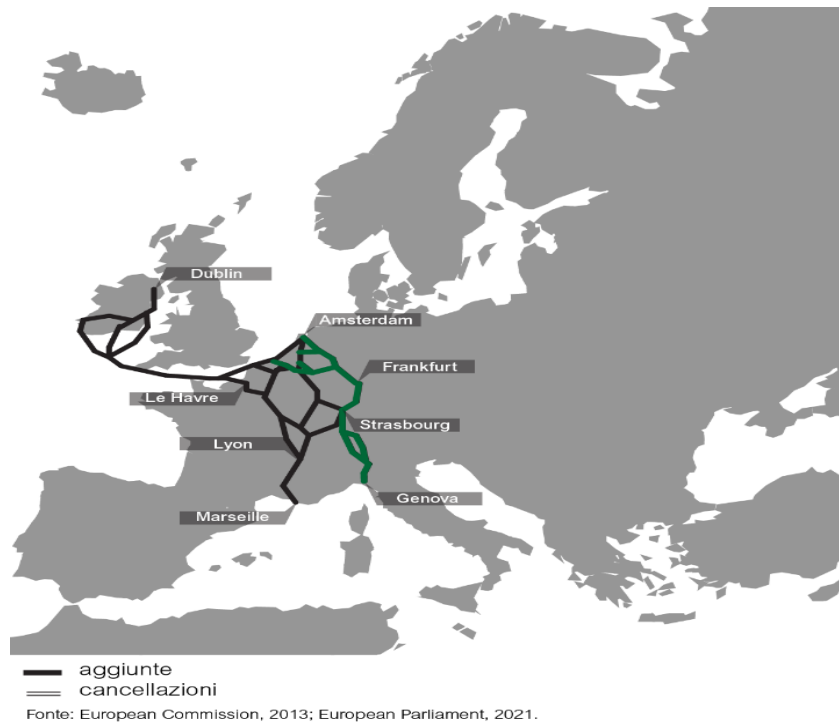 Dublin
Amsterdam
Frankfurt
Le Havre
Strasbourg
Lyon
Genova
Marseille
aggiunte
cancellazioni
Fonte: European Commission, 2013; European Parliament, 2021.